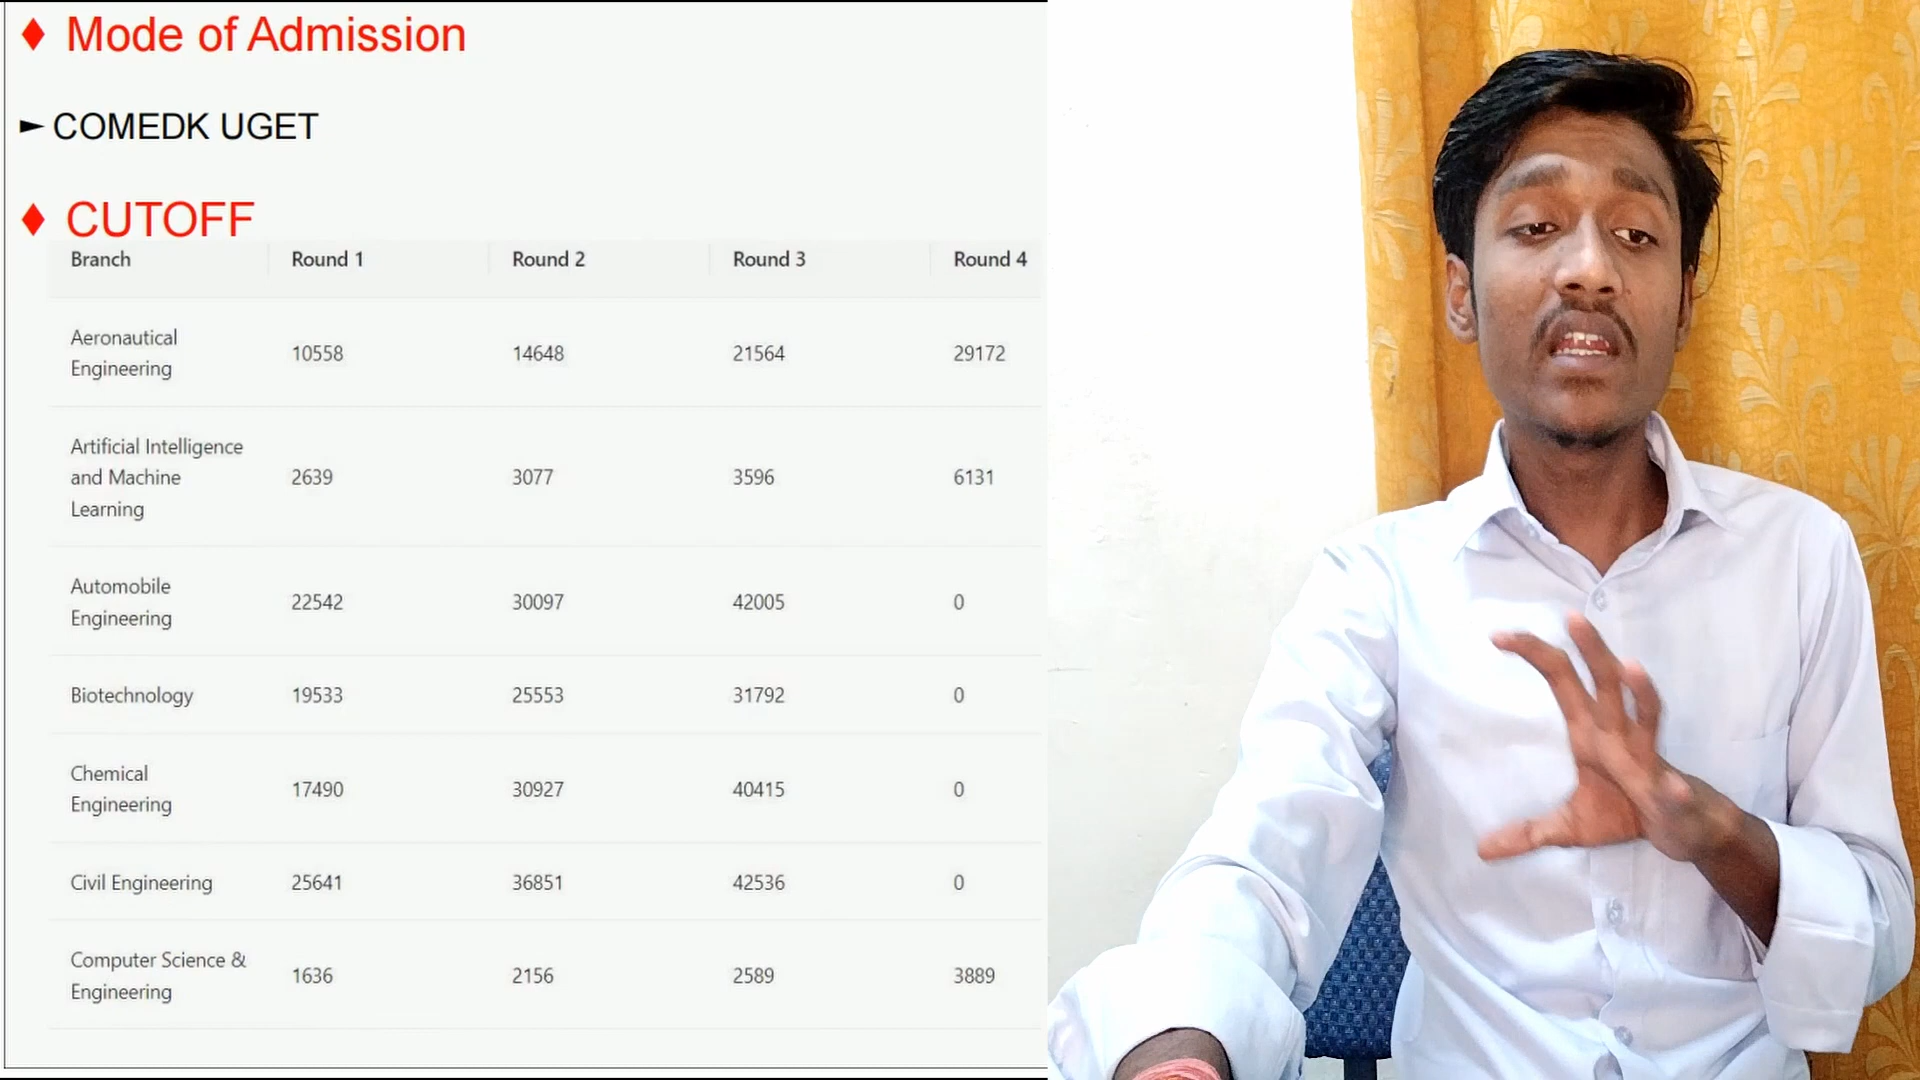 ♦ Mode of Admission
► COMEDK UGET
♦ CUTOFF
Branch Round 1 Round 2 Round 3 Round 4
Aeronautical
Engineering 10558 14648 21564 29172
Artificial Intelligence
and Machine 2639 3077 3596 6131
Learning
Automobile
Engineering 22542 30097 42005 0
Biotechnology 19533 25553 31792 0
Chemical
Engineering 17490 30927 40415 0
Civil Engineering 25641 36851 42536 0
Computer Science &
Engineering 1636 2156 2589 3889